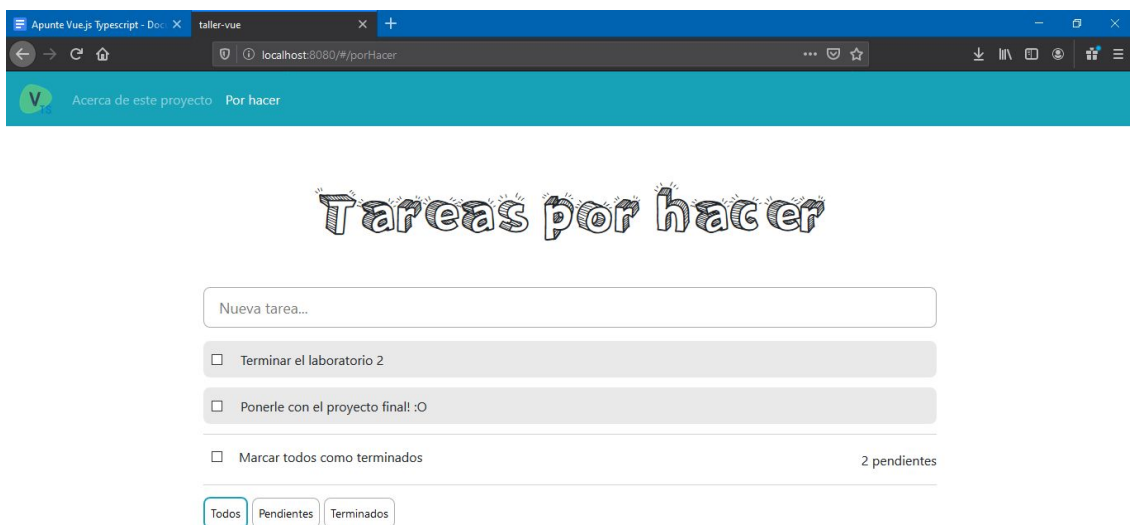 Apunte Vue.js Typescript - Doc
taller-vue
localhost:8080/#/porHacer
V
JS
Acerca de este proyecto Por hacer
Tareas por hacer
Nueva tarea...
Terminar el laboratorio 2
Ponerle con el proyecto final! :O
Marcar todos como terminados
2 pendientes
Todos Pendientes Terminados